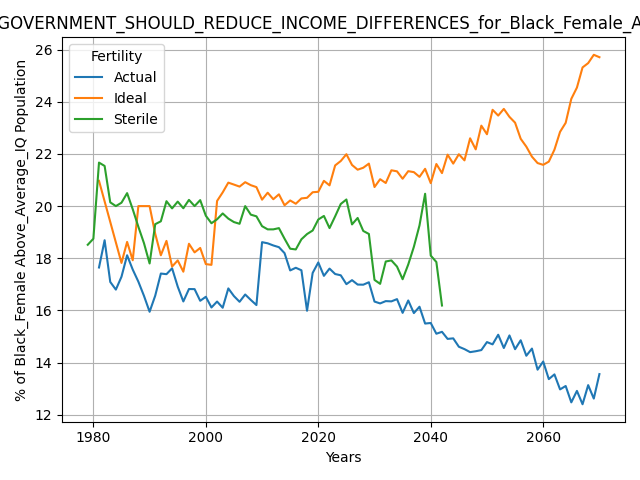 GOVERNMENT_SHOULD_REDUCE_INCOME_DIFFERENCES_for_Black_Female_A
Fertility
Actual
Ideal
Sterile
% of Black_Female Above_Average_IQ Population
26
24
22
20
18
16
14
12
1980 2000 2020 2040 2060
Years